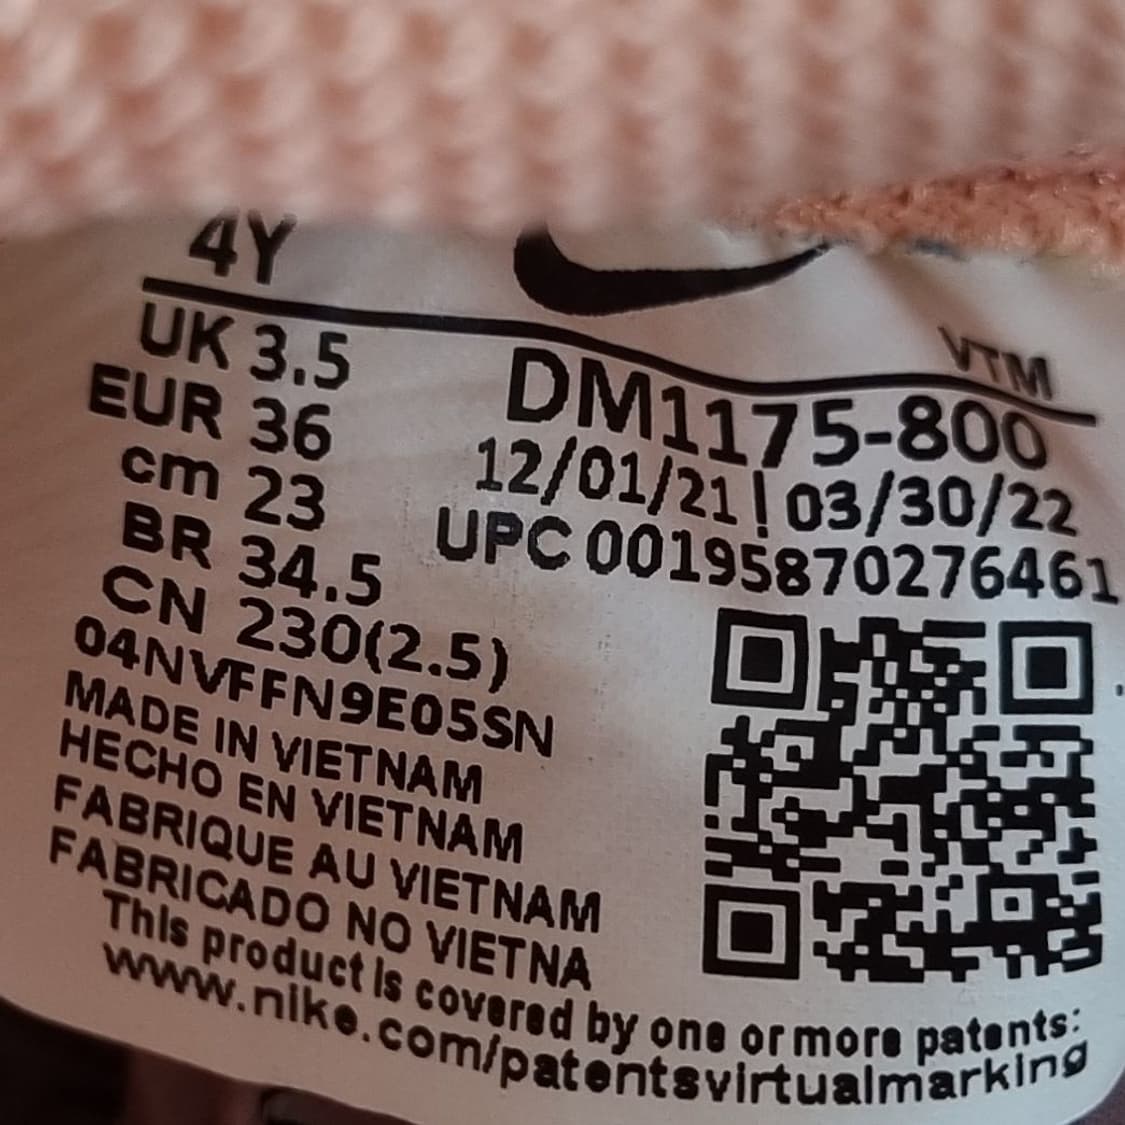 4Y
VTM
UK 3.5
EUR 36
cm 23
BR 34.5
CN 230(2.5)
DM1175-800
12/01/21 | 03/30/22
UPC 00195870276461
04NVFFN9E05SN
MADE IN VIETNAM
HECHO EN VIETNAM
FABRIQUE AU VIETNAM
FABRICADO NO VIETNA
This product is covered by one or more patents:
www.nike.com/patentsvirtualmarking